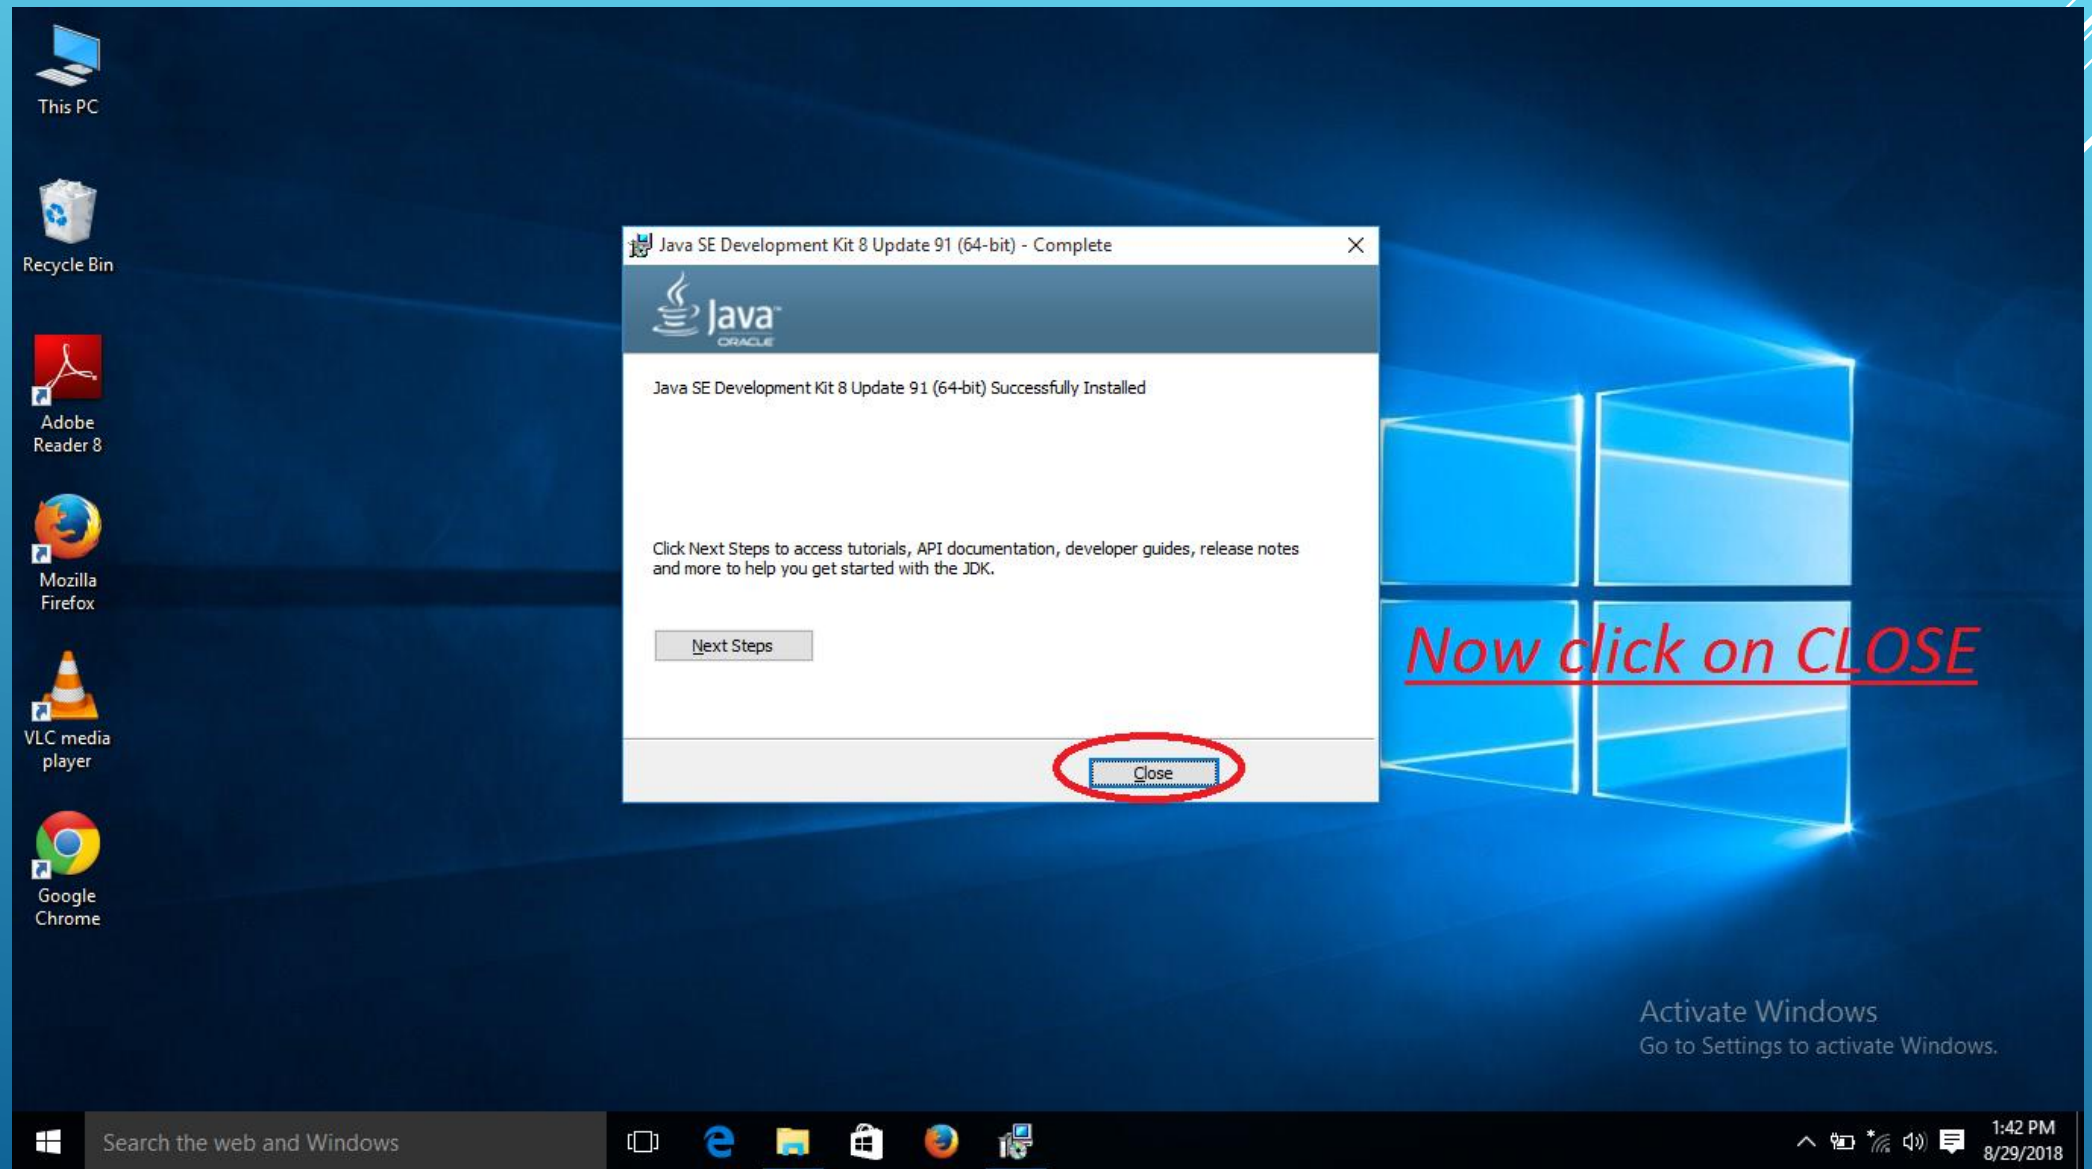 This PC
Recycle Bin
Adobe
Reader 8
Mozilla
Firefox
VLC media
player
Google
Chrome
Java SE Development Kit 8 Update 91 (64-bit) - Complete
Java™
ORACLE
Java SE Development Kit 8 Update 91 (64-bit) Successfully Installed
Click Next Steps to access tutorials, API documentation, developer guides, release notes
and more to help you get started with the JDK.
Next Steps
Close
Now click on CLOSE
Activate Windows
Go to Settings to activate Windows.
Search the web and Windows
1:42 PM
8/29/2018